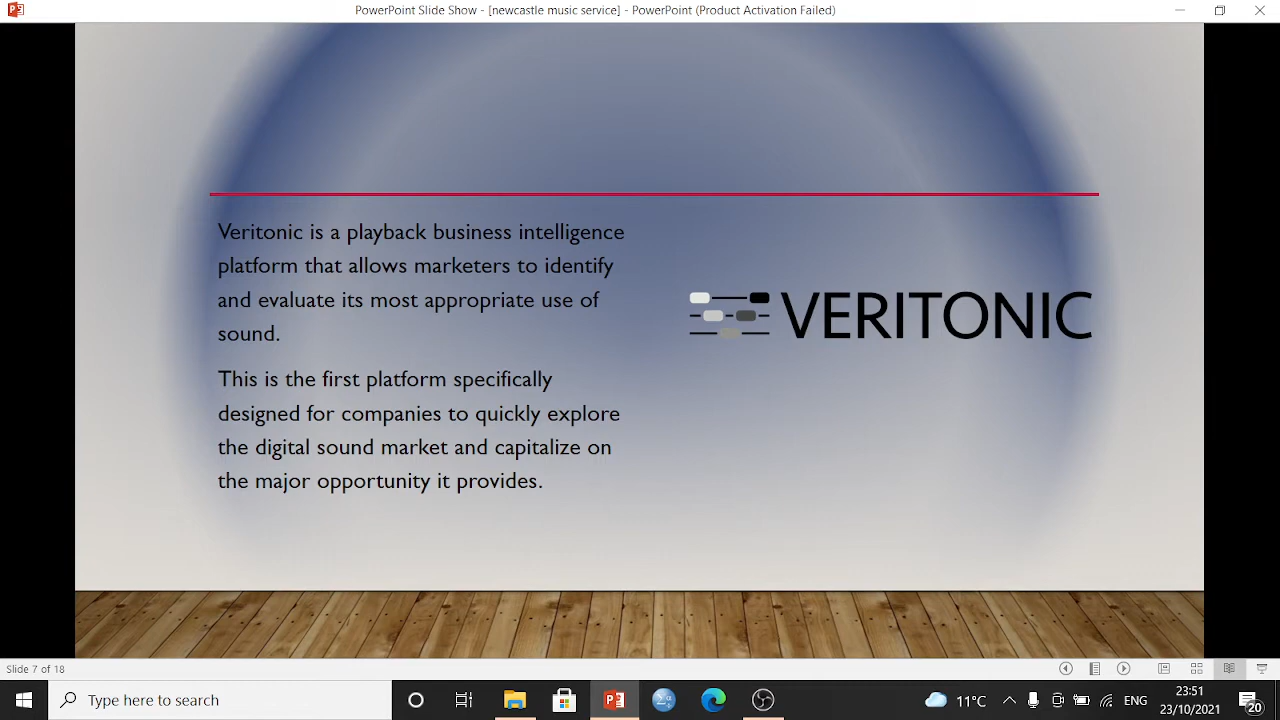 PowerPoint Slide Show - [newcastle music service] - PowerPoint (Product Activation Failed)
Veritonic is a playback business intelligence
platform that allows marketers to identify
and evaluate its most appropriate use of
sound.
This is the first platform specifically
designed for companies to quickly explore
the digital sound market and capitalize on
the major opportunity it provides.
VERITONIC
Slide 7 of 18
Type here to search
11°C
ENG
23:51
23/10/2021
20